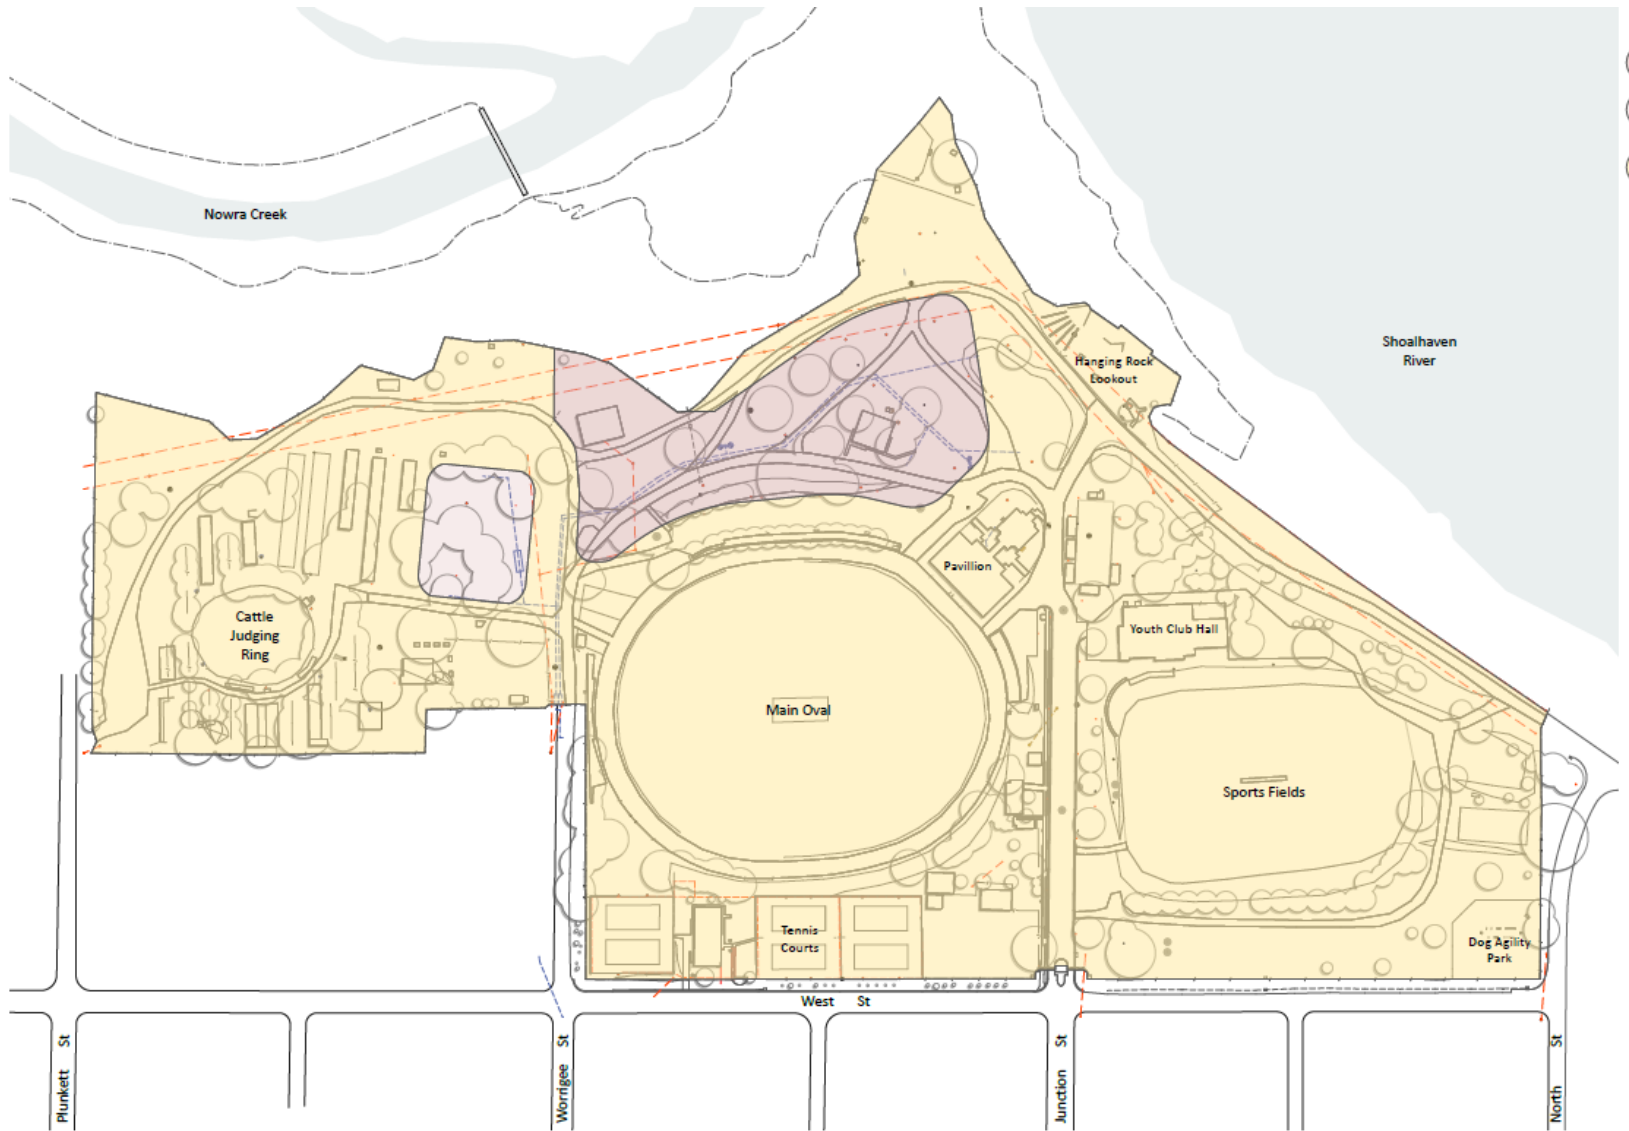 Nowra Creek
Shoalhaven
River
Hanging Rock
Lookout
Pavillion
Cattle
Judging
Ring
Youth Club Hall
Main Oval
Sports Fields
Tennis
Courts
Dog Agility
Park
West St
Plunkett St
Worrigee St
Junction St
North St